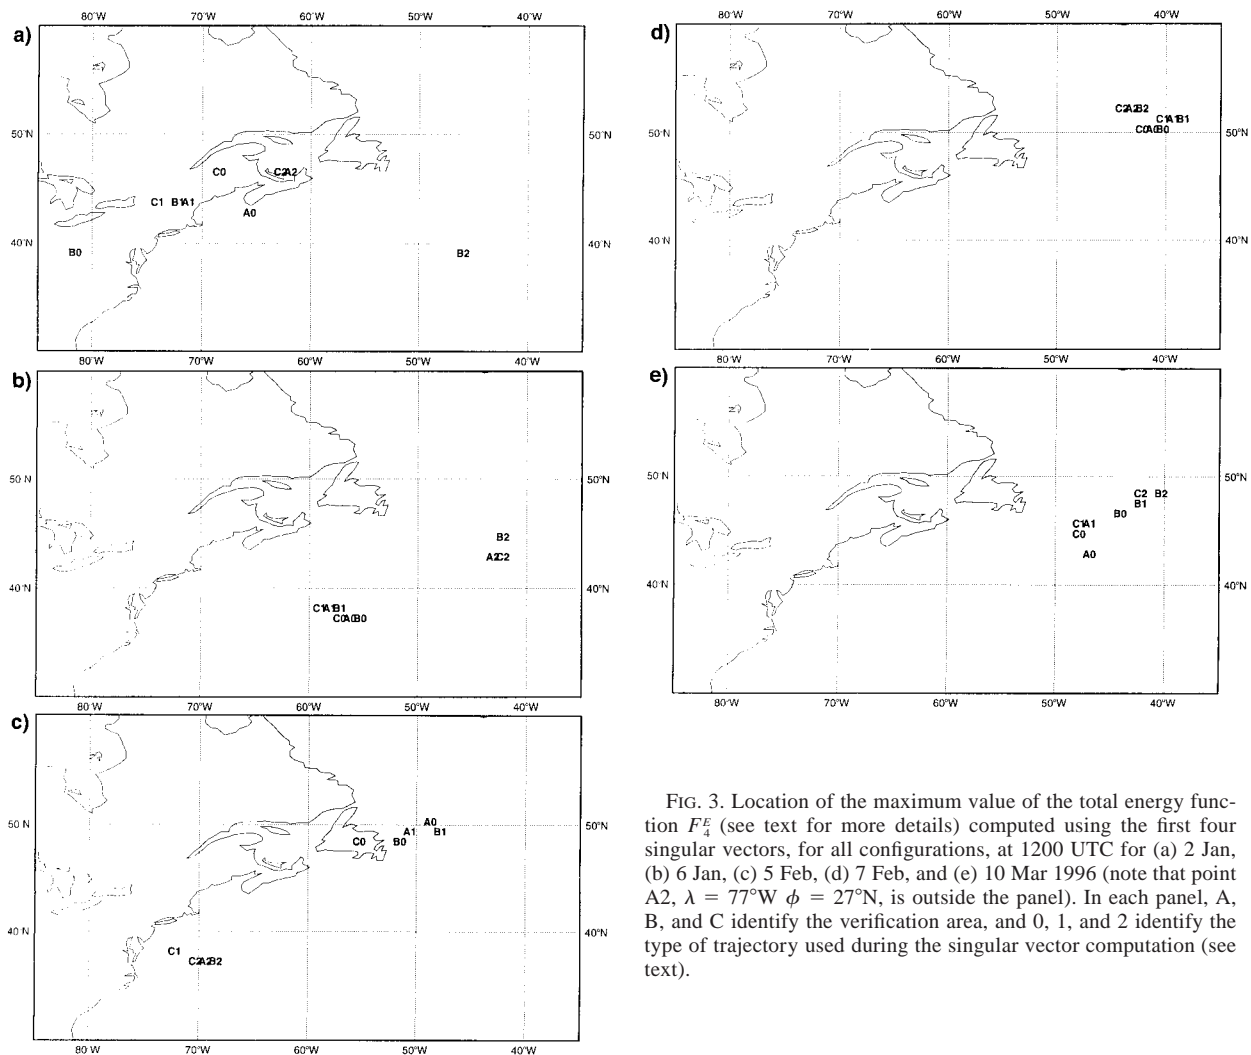 a)
80°W 70°W 60°W 50°W 40°W
50°N
40°N
C0 C2A2
C1 B1A1 A0
B0 B2
80°W 70°W 60°W 50°W 40°W
b)
50°N 50°N
40°N 40°N
B2
A2C2
C1A1B1
C0A0B0
80°W 70°W 60°W 50°W 40°W
c)
50°N 50°N
40°N 40°N
A0
A1 B1
C0 B0
C1
C2A2B2
80°W 70°W 60°W 50°W 40°W
d)
80°W 70°W 60°W 50°W 40°W
50°N 50°N
40°N 40°N
C2A2B2
C1A1B1
C0A0B0
80°W 70°W 60°W 50°W 40°W
e)
50°N 50°N
40°N 40°N
C2 B2
B1
B0
C1A1
C0
A0
80°W 70°W 60°W 50°W 40°W
FIG. 3. Location of the maximum value of the total energy func-
tion F₄ᴱ (see text for more details) computed using the first four
singular vectors, for all configurations, at 1200 UTC for (a) 2 Jan,
(b) 6 Jan, (c) 5 Feb, (d) 7 Feb, and (e) 10 Mar 1996 (note that point
A2, λ = 77°W ϕ = 27°N, is outside the panel). In each panel, A,
B, and C identify the verification area, and 0, 1, and 2 identify the
type of trajectory used during the singular vector computation (see
text).